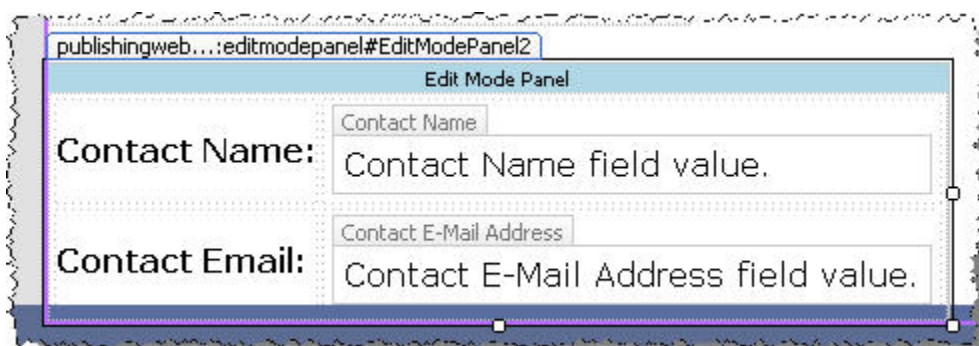 publishingweb...:editmodepanel#EditModePanel2
Edit Mode Panel
Contact Name
Contact Name: Contact Name field value.
Contact E-Mail Address
Contact Email: Contact E-Mail Address field value.